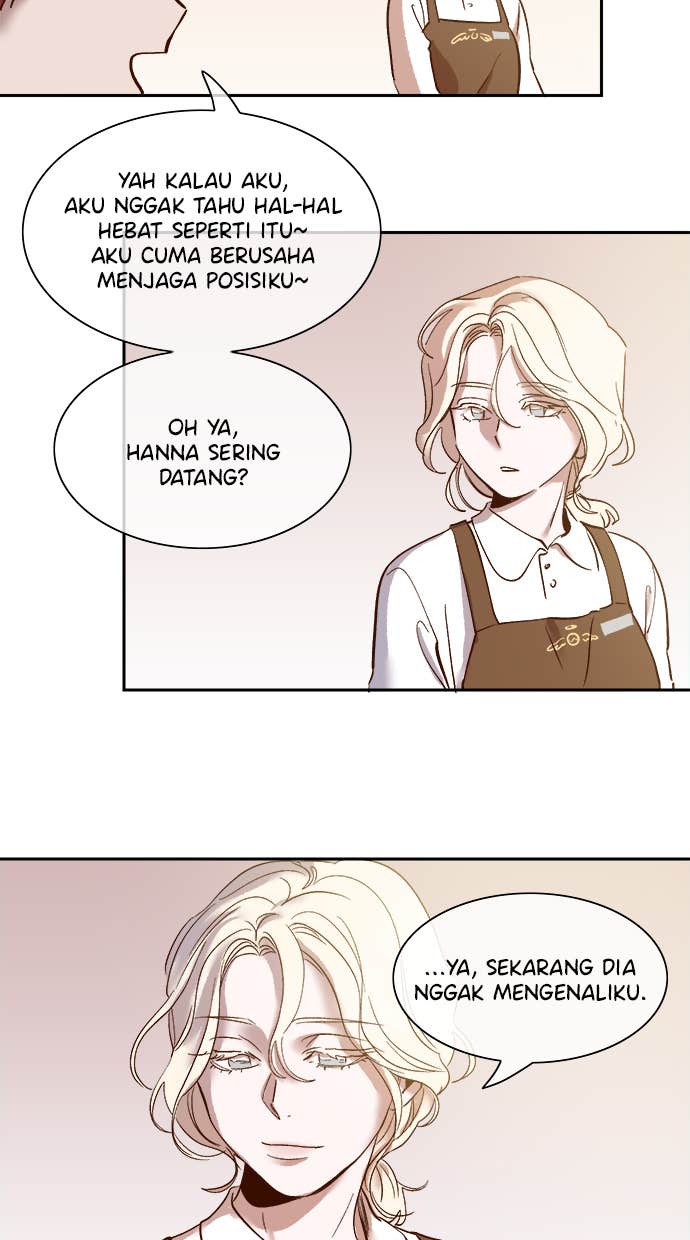 YAH KALAU AKU,
AKU NGGAK TAHU HAL-HAL
HEBAT SEPERTI ITU~
AKU CUMA BERUSAHA
MENJAGA POSISIKU~
OH YA,
HANNA SERING
DATANG?
...YA, SEKARANG DIA
NGGAK MENGENALIKU.